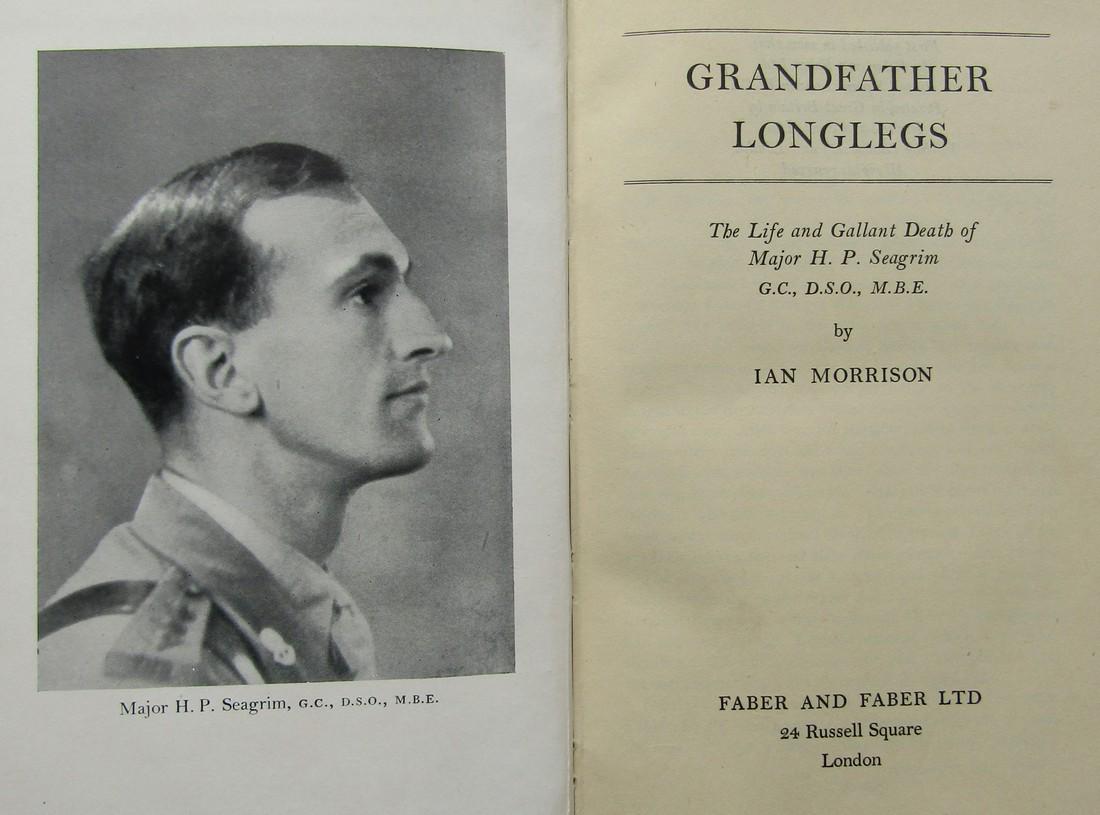 Major H. P. Seagrim, G.C., D.S.O., M.B.E.
GRANDFATHER
LONGLEGS
The Life and Gallant Death of
Major H. P. Seagrim
G.C., D.S.O., M.B.E.
by
IAN MORRISON
FABER AND FABER LTD
24 Russell Square
London